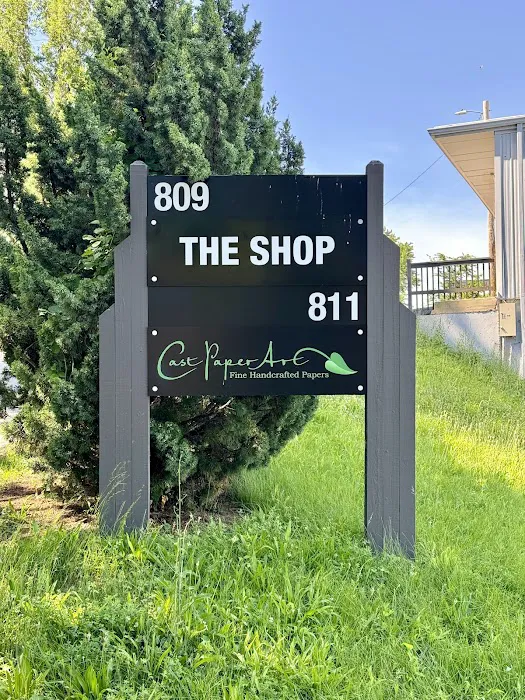 809
THE SHOP
811
Cast Paper Art
Fine Handcrafted Papers